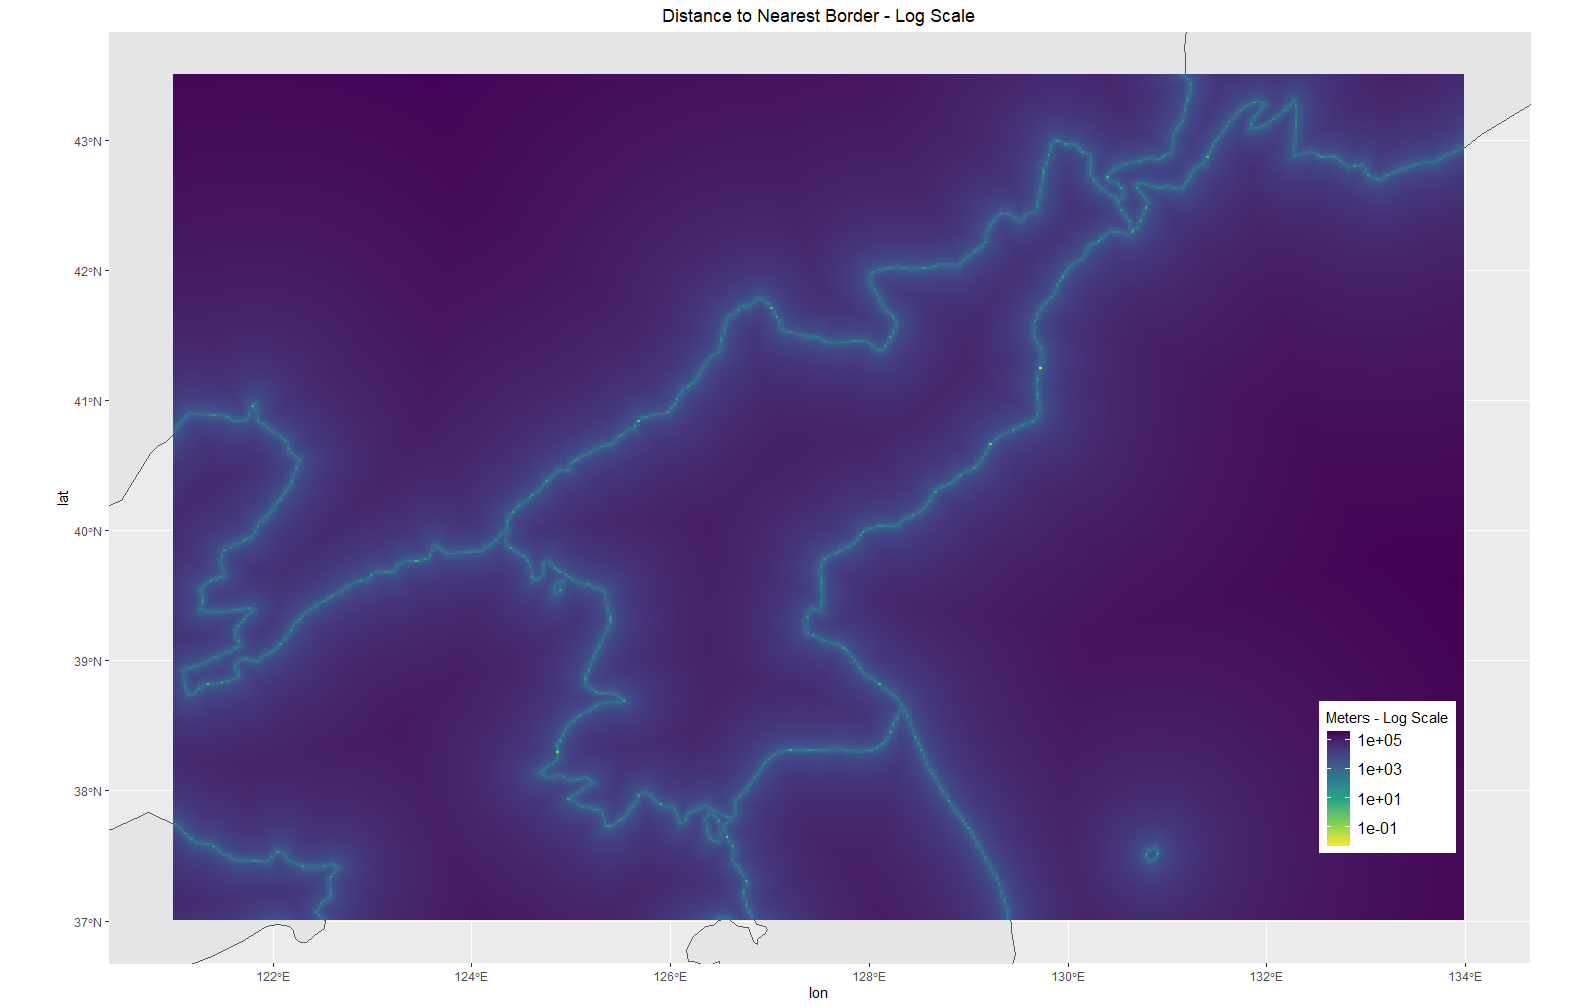 Distance to Nearest Border - Log Scale
43°N
42°N
41°N
40°N
39°N
38°N
37°N
lat
Meters - Log Scale
1e+05
1e+03
1e+01
1e-01
122°E
124°E
126°E
128°E
130°E
132°E
134°E
lon